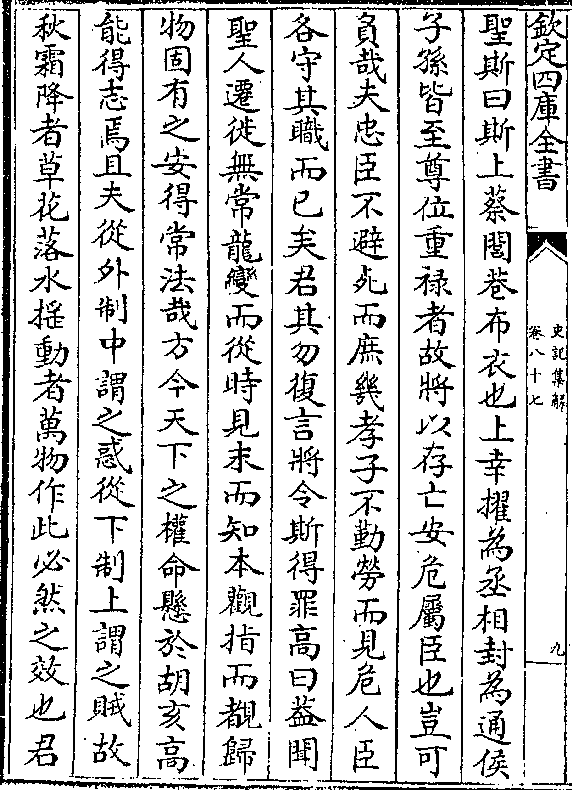 欽定四庫全書
史記集解
卷八十七
九
聖斯曰斯上蔡閭巷布衣也上幸擢為丞相封為通侯
子孫皆至尊位重禄者故將以存亡安危屬臣也豈可
負哉夫忠臣不避死而庶幾孝子不勤勞而見危人臣
各守其職而已矣君其勿復言將令斯得罪高曰葢聞
聖人遷徙無常龍變而從時見末而知本觀指而覩歸
物固有之安得常法哉方今天下之權命懸於胡亥高
能得志焉且夫從外制中謂之惑從下制上謂之賊故
秋霜降者草花落水揺動者萬物作此必然之效也君